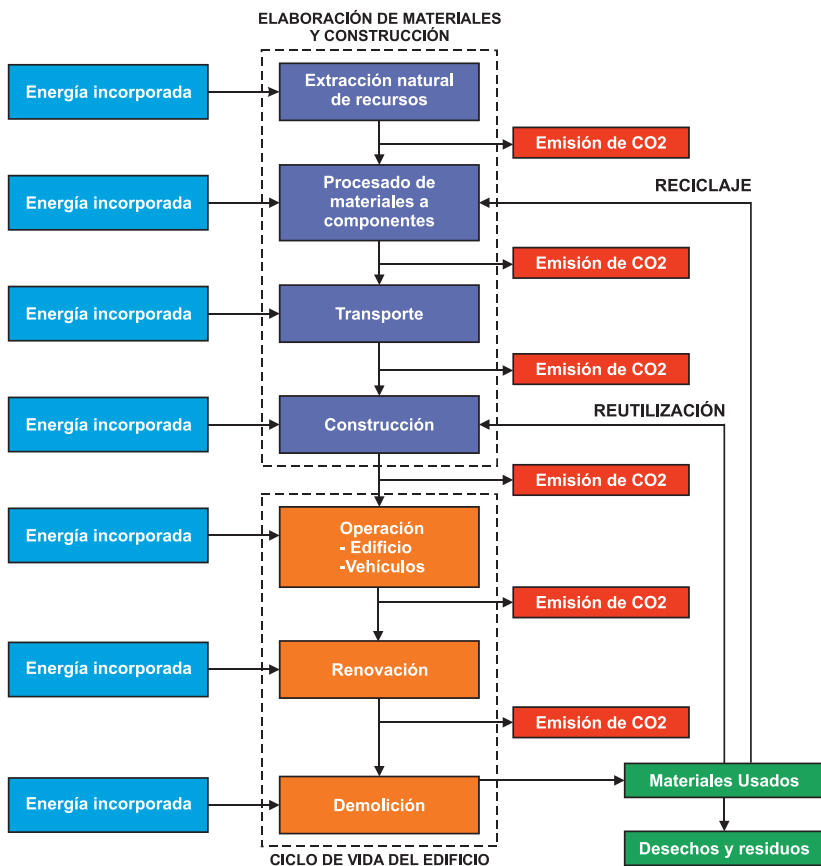 ELABORACIÓN DE MATERIALES
Y CONSTRUCCIÓN
Energía incorporada
Extracción natural
de recursos
Emisión de CO2
Energía incorporada
Procesado de
materiales a
componentes
RECICLAJE
Emisión de CO2
Energía incorporada
Transporte
Emisión de CO2
Energía incorporada
Construcción
REUTILIZACIÓN
Emisión de CO2
Energía incorporada
Operación
- Edificio
-Vehículos
Emisión de CO2
Energía incorporada
Renovación
Emisión de CO2
Energía incorporada
Demolición
Materiales Usados
Desechos y residuos
CICLO DE VIDA DEL EDIFICIO